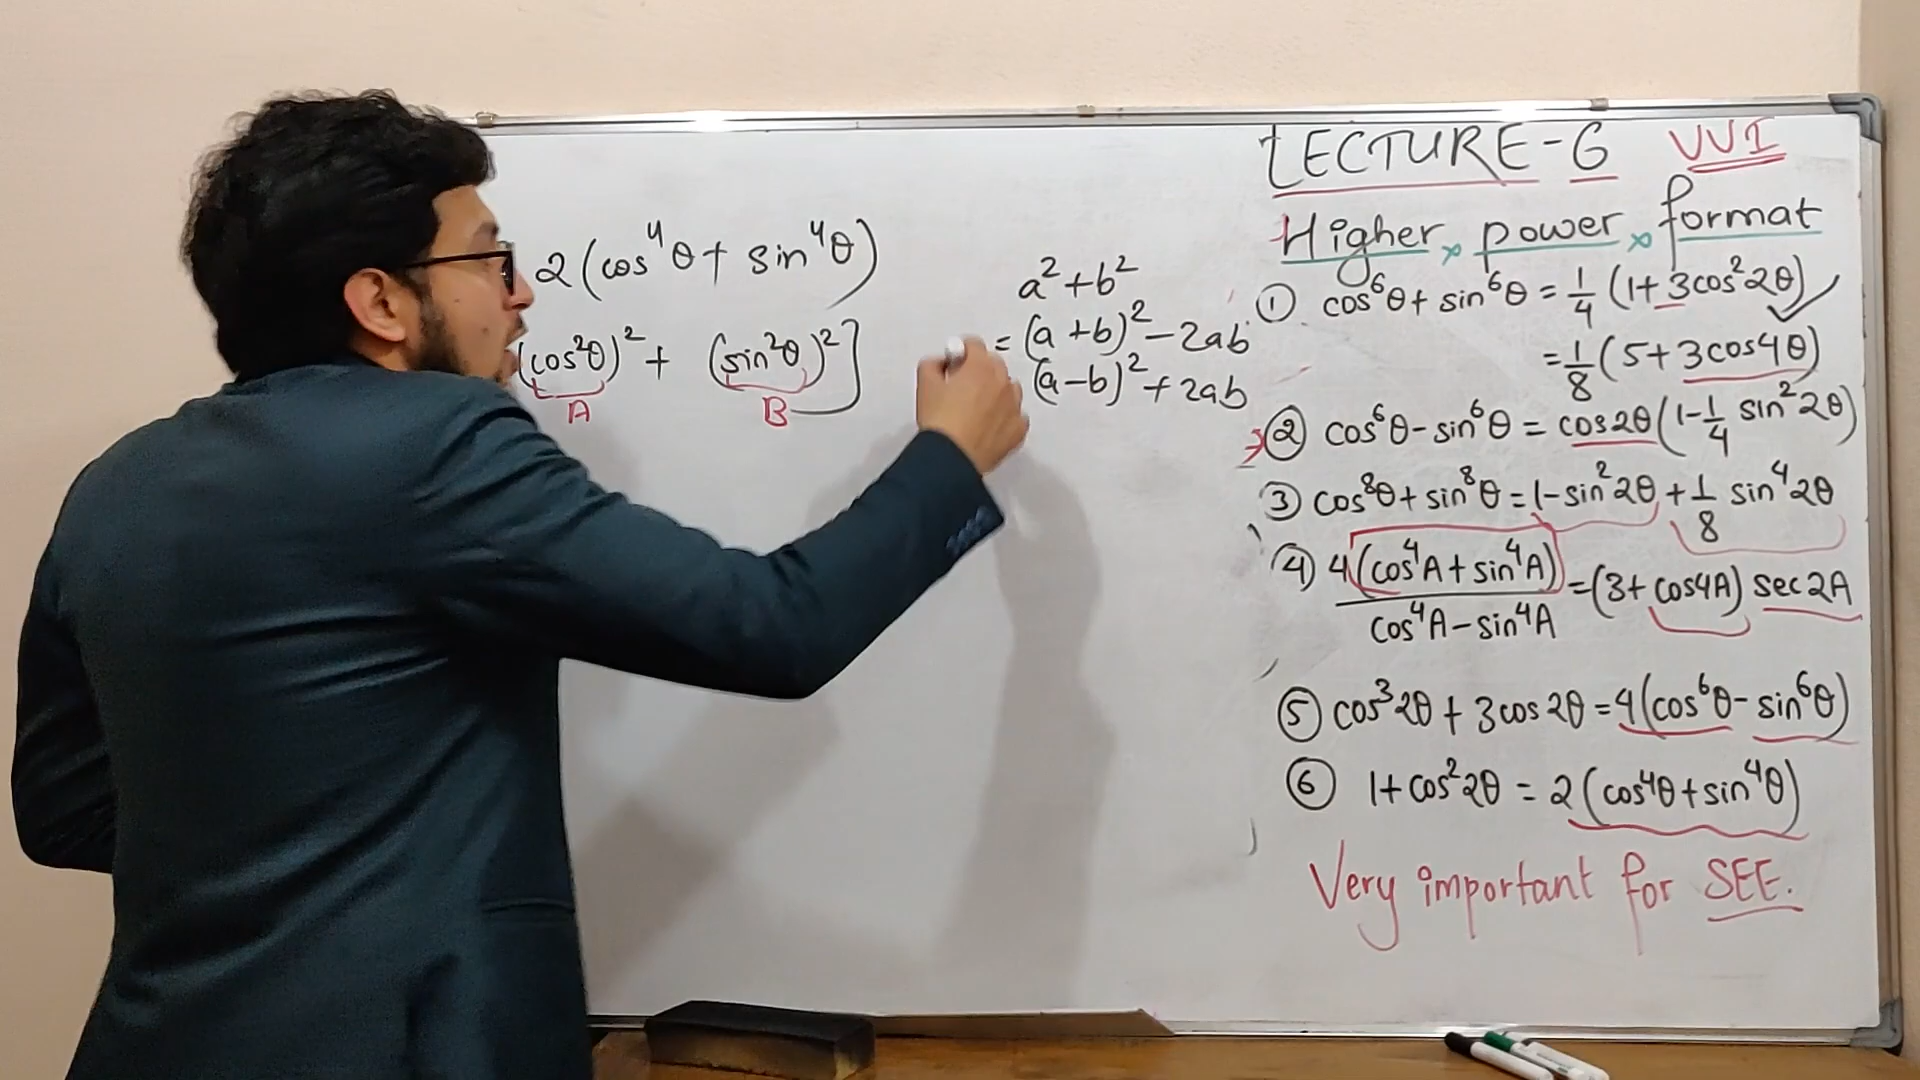 2(cos⁴θ + sin⁴θ)
(cos²θ)² + (sin²θ)²]
A B
a²+b²
= (a+b)²-2ab
(a-b)²+2ab
LECTURE-6 VVI
Higher power format
① cos⁶θ + sin⁶θ = 1/4 (1+3cos²2θ)
= 1/8 (5+3cos4θ)
② cos⁶θ - sin⁶θ = cos2θ(1-1/4 sin²2θ)
③ cos⁸θ + sin⁸θ = 1-sin²2θ + 1/8 sin⁴2θ
④ 4(cos⁴A + sin⁴A)/cos⁴A - sin⁴A = (3+cos4A) sec2A
⑤ cos³2θ + 3cos2θ = 4(cos⁶θ - sin⁶θ)
⑥ 1+cos²2θ = 2(cos⁴θ + sin⁴θ)
Very important for SEE.